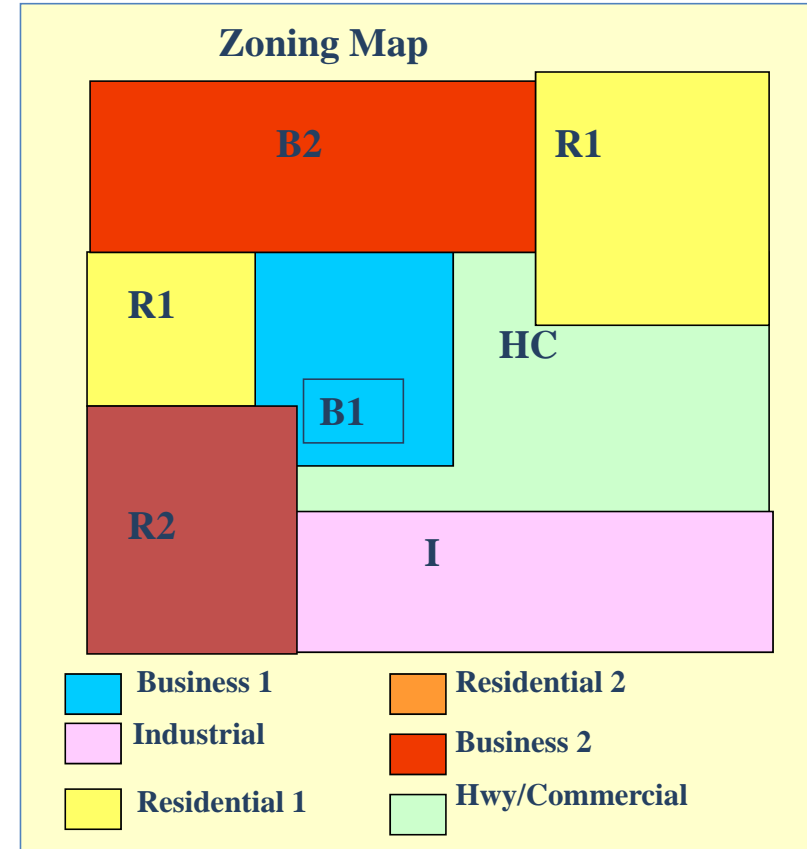 Zoning Map
B2
R1
R1
HC
B1
R2
I
Business 1
Residential 2
Industrial
Business 2
Residential 1
Hwy/Commercial